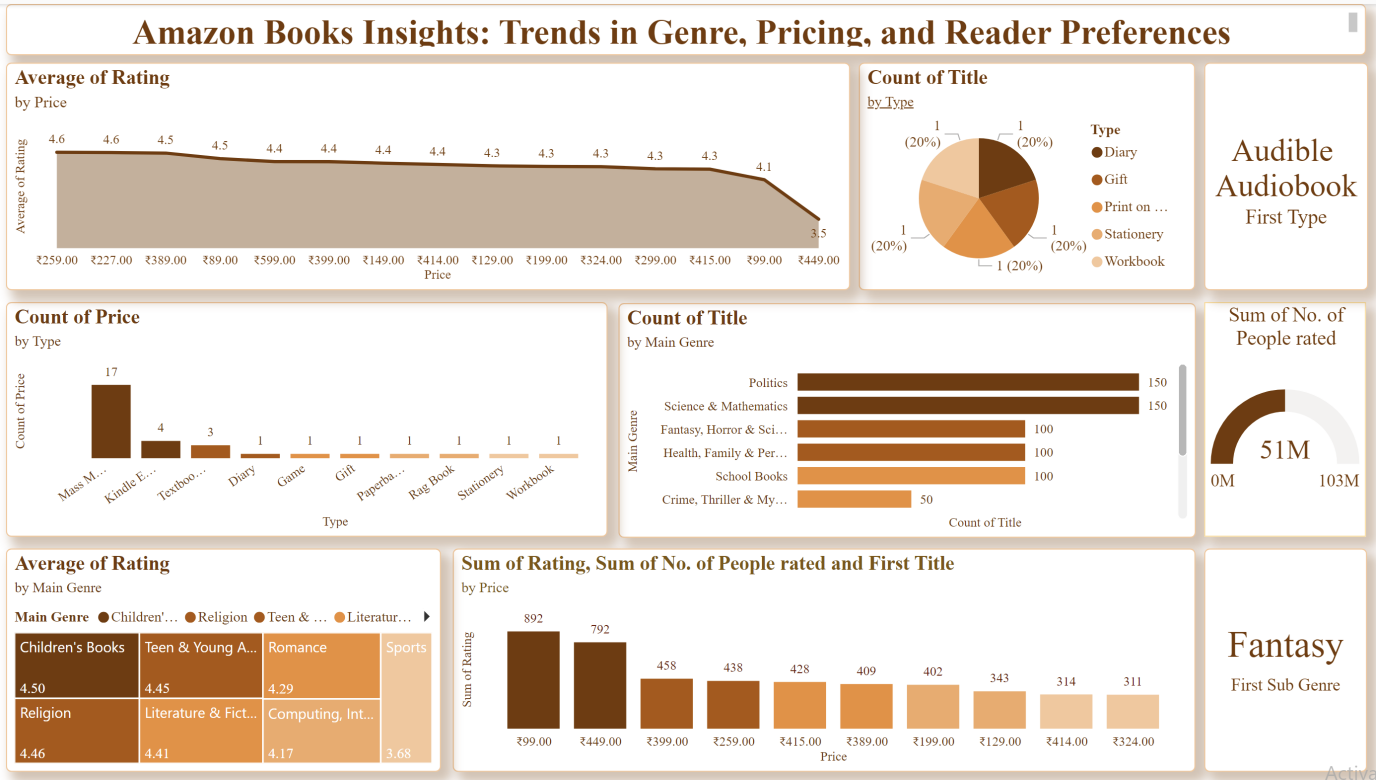 Amazon Books Insights: Trends in Genre, Pricing, and Reader Preferences
Average of Rating
by Price
Average of Rating
4.6 4.6 4.5 4.5 4.4 4.4 4.4 4.4 4.3 4.3 4.3 4.3 4.3 4.1 3.5
₹259.00 ₹227.00 ₹389.00 ₹89.00 ₹599.00 ₹399.00 ₹149.00 ₹414.00 ₹129.00 ₹199.00 ₹324.00 ₹299.00 ₹415.00 ₹99.00 ₹449.00
Price
Count of Title
by Type
1
(20%)
1
(20%)
1
(20%)
1
(20%)
1 (20%)
Type
Diary
Gift
Print on …
Stationery
Workbook
Audible
Audiobook
First Type
Count of Price
by Type
Count of Price
17 4 3 1 1 1 1 1 1 1
Mass M… Kindle E… Textboo… Diary Game Gift Paperba… Rag Book Stationery Workbook
Type
Count of Title
by Main Genre
Main Genre
Politics 150
Science & Mathematics 150
Fantasy, Horror & Sci… 100
Health, Family & Per… 100
School Books 100
Crime, Thriller & My… 50
Count of Title
Sum of No. of
People rated
51M
0M 103M
Average of Rating
by Main Genre
Main Genre Children'… Religion Teen & … Literatur…
Children's Books Teen & Young A... Romance Sports
4.50 4.45 4.29
Religion Literature & Fict... Computing, Int...
4.46 4.41 4.17 3.68
Sum of Rating, Sum of No. of People rated and First Title
by Price
Sum of Rating
892 792 458 438 428 409 402 343 314 311
₹99.00 ₹449.00 ₹399.00 ₹259.00 ₹415.00 ₹389.00 ₹199.00 ₹129.00 ₹414.00 ₹324.00
Price
Fantasy
First Sub Genre
Activa